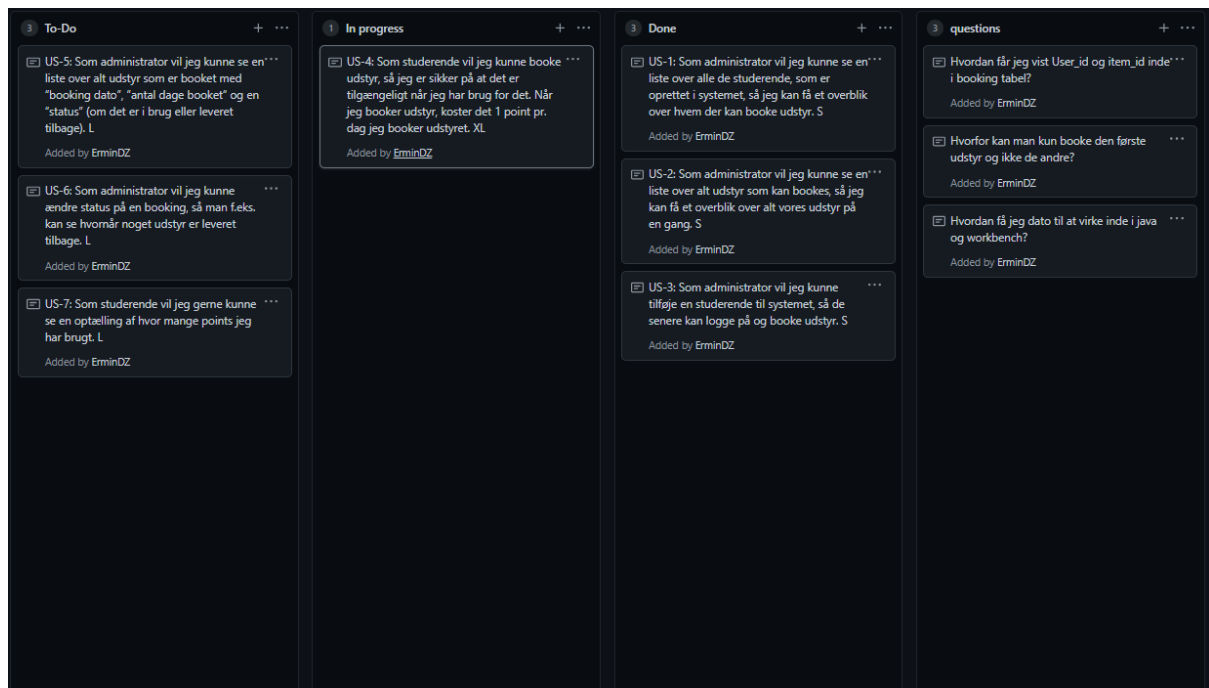 3 To-Do
US-5: Som administrator vil jeg kunne se en
liste over alt udstyr som er booket med
"booking dato", "antal dage booket" og en
"status" (om det er i brug eller leveret
tilbage). L
Added by ErminDZ
US-6: Som administrator vil jeg kunne
ændre status på en booking, så man f.eks.
kan se hvornår noget udstyr er leveret
tilbage. L
Added by ErminDZ
US-7: Som studerende vil jeg gerne kunne
se en optælling af hvor mange points jeg
har brugt. L
Added by ErminDZ
1 In progress
US-4: Som studerende vil jeg kunne booke
udstyr, så jeg er sikker på at det er
tilgængeligt når jeg har brug for det. Når
jeg booker udstyr, koster det 1 point pr.
dag jeg booker udstyret. XL
Added by ErminDZ
3 Done
US-1: Som administrator vil jeg kunne se en
liste over alle de studerende, som er
oprettet i systemet, så jeg kan få et overblik
over hvem der kan booke udstyr. S
Added by ErminDZ
US-2: Som administrator vil jeg kunne se en
liste over alt udstyr som kan bookes, så jeg
kan få et overblik over alt vores udstyr på
en gang. S
Added by ErminDZ
US-3: Som administrator vil jeg kunne
tilføje en studerende til systemet, så de
senere kan logge på og booke udstyr. S
Added by ErminDZ
3 questions
Hvordan får jeg vist User_id og item_id inde
i booking tabel?
Added by ErminDZ
Hvorfor kan man kun booke den første
udstyr og ikke de andre?
Added by ErminDZ
Hvordan få jeg dato til at virke inde i java
og workbench?
Added by ErminDZ